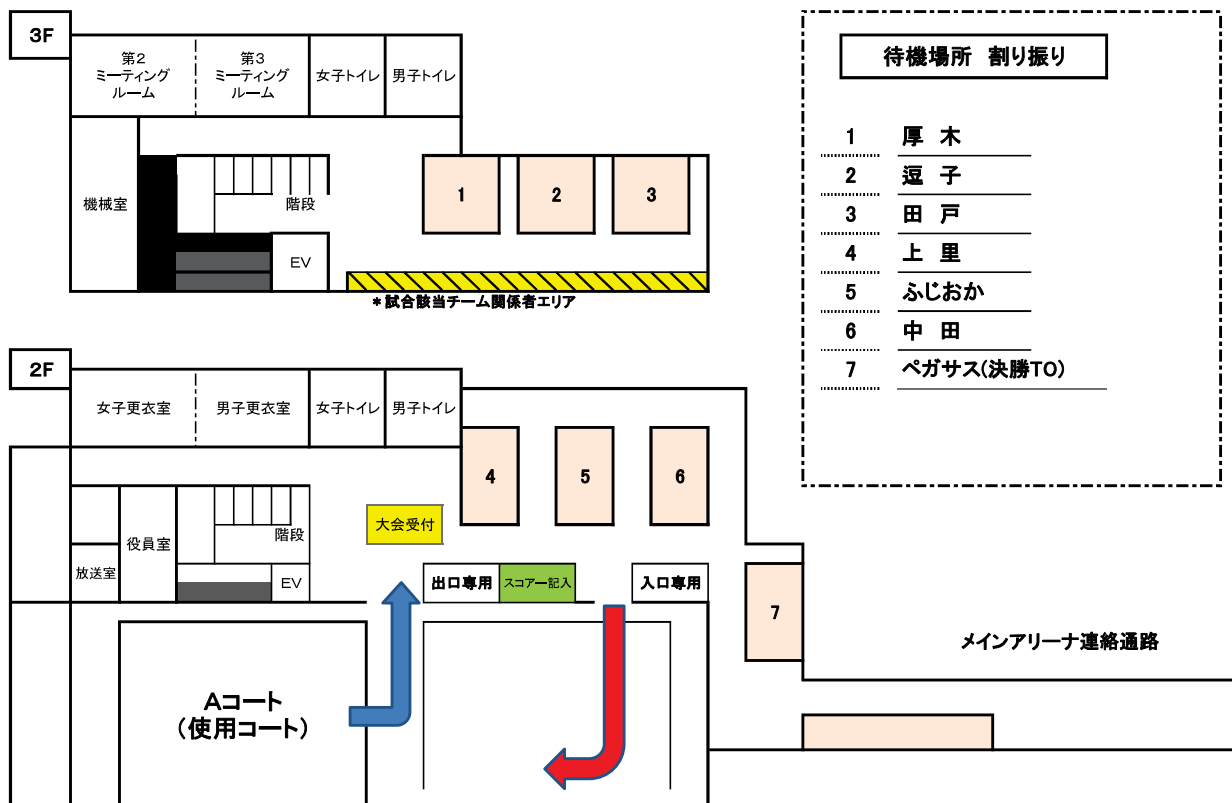 3F
第2
ミーティング
ルーム
第3
ミーティング
ルーム
女子トイレ
男子トイレ
機械室
階段
EV
1
2
3
＊試合該当チーム関係者エリア
待機場所 割り振り
1 厚 木
2 逗 子
3 田 戸
4 上 里
5 ふじおか
6 中 田
7 ペガサス(決勝TO)
2F
女子更衣室
男子更衣室
女子トイレ
男子トイレ
4
5
6
大会受付
役員室
階段
放送室
EV
出口専用
スコアー記入
入口専用
7
メインアリーナ連絡通路
Aコート
(使用コート)